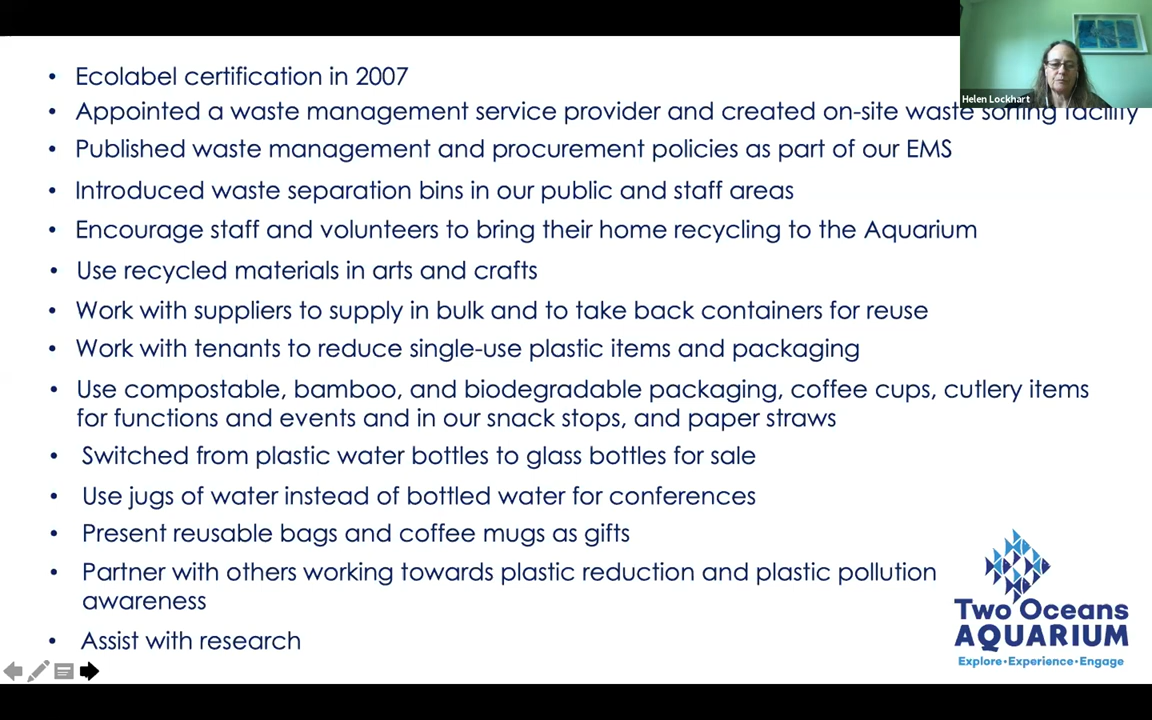 • Ecolabel certification in 2007
• Appointed a waste management service provider and created on-site waste sorting facility
• Published waste management and procurement policies as part of our EMS
• Introduced waste separation bins in our public and staff areas
• Encourage staff and volunteers to bring their home recycling to the Aquarium
• Use recycled materials in arts and crafts
• Work with suppliers to supply in bulk and to take back containers for reuse
• Work with tenants to reduce single-use plastic items and packaging
• Use compostable, bamboo, and biodegradable packaging, coffee cups, cutlery items
for functions and events and in our snack stops, and paper straws
• Switched from plastic water bottles to glass bottles for sale
• Use jugs of water instead of bottled water for conferences
• Present reusable bags and coffee mugs as gifts
• Partner with others working towards plastic reduction and plastic pollution
awareness
• Assist with research
Helen Lockhart
Two Oceans
AQUARIUM
Explore•Experience•Engage